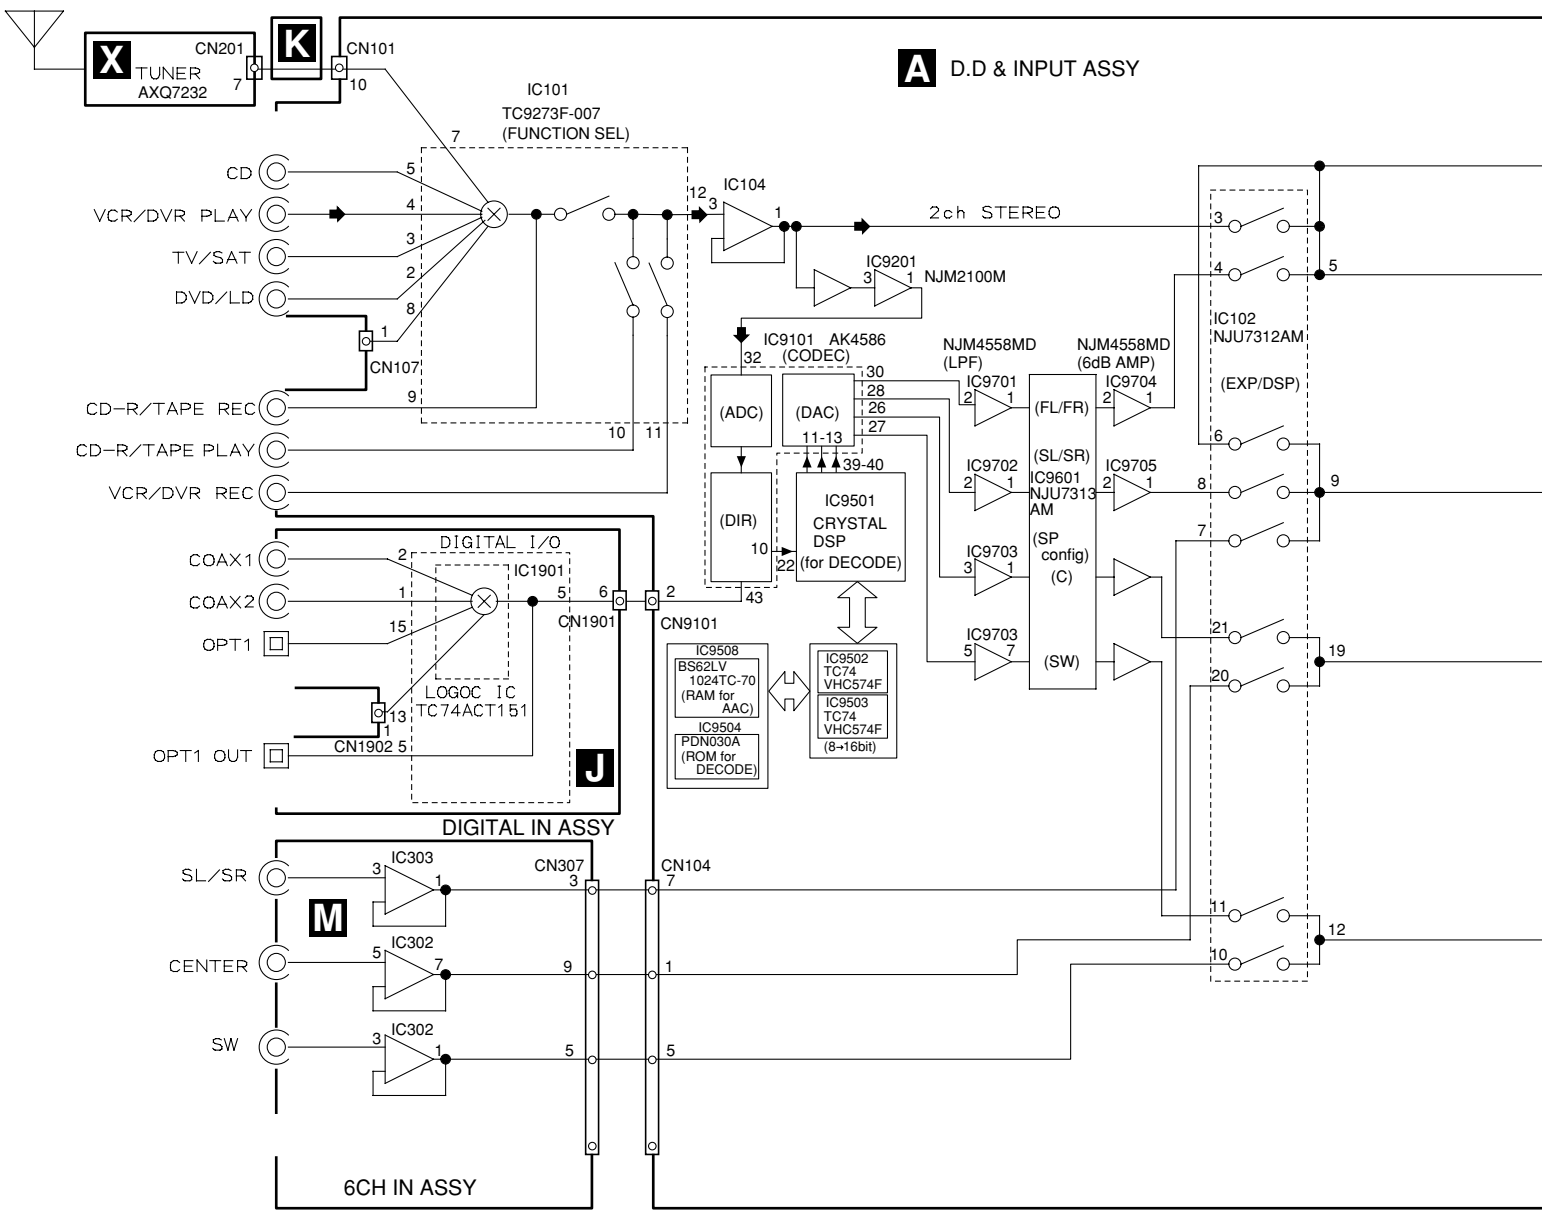 X
CN201
TUNER
AXQ7232
7
K
CN101
10
A
D.D & INPUT ASSY
IC101
TC9273F-007
(FUNCTION SEL)
7
CD
5
VCR/DVR PLAY
4
TV/SAT
3
DVD/LD
2
8
1
CN107
CD-R/TAPE REC
9
CD-R/TAPE PLAY
10
11
VCR/DVR REC
12
IC104
3
1
2ch STEREO
IC9201
3
1
NJM2100M
IC9101 AK4586
(CODEC)
32
(ADC)
(DAC)
11-13
30
28
26
27
39-40
(DIR)
10
22
43
IC9501
CRYSTAL
DSP
(for DECODE)
NJM4558MD
(LPF)
IC9701
2
1
IC9702
2
1
IC9703
3
1
IC9703
5
7
(FL/FR)
(SL/SR)
IC9601
NJU7313
AM
(SP
config)
(C)
(SW)
NJM4558MD
(6dB AMP)
IC9704
2
1
IC9705
2
1
3
4
5
IC102
NJU7312AM
(EXP/DSP)
6
8
7
9
21
20
19
11
10
12
COAX1
2
COAX2
1
OPT1
15
DIGITAL I/O
IC1901
5
6
CN1901
2
CN9101
LOGOC IC
TC74ACT151
13
1
CN1902
5
OPT1 OUT
J
DIGITAL IN ASSY
IC9508
BS62LV
1024TC-70
(RAM for
AAC)
IC9504
PDN030A
(ROM for
DECODE)
IC9502
TC74
VHC574F
IC9503
TC74
VHC574F
(8→16bit)
SL/SR
3
IC303
1
CN307
3
CN104
7
M
CENTER
5
IC302
7
9
1
SW
3
IC302
1
5
5
6CH IN ASSY